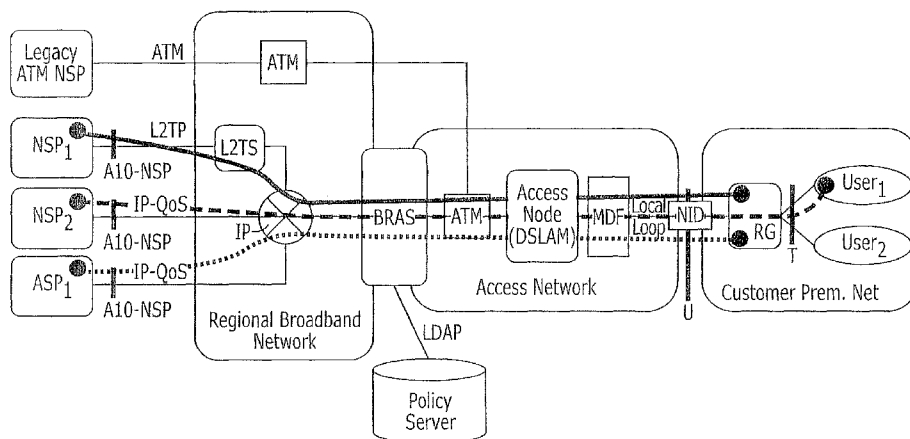 Legacy
ATM NSP
ATM
ATM
NSP1
L2TP
L2TS
A10-NSP
NSP2
IP-QoS
IP
A10-NSP
ASP1
IP-QoS
A10-NSP
Regional Broadband
Network
BRAS
ATM
Access
Node
(DSLAM)
MDF
Local
Loop
NID
Access Network
U
RG
T
User1
User2
Customer Prem. Net
LDAP
Policy
Server